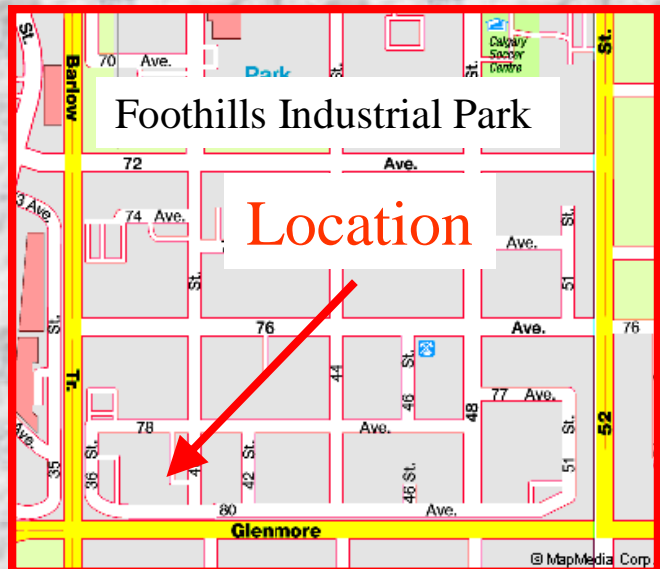 St.
Barlow
70 Ave.
Park
St.
St.
Calgary
Soccer
Centre
St.
Foothills Industrial Park
72 Ave.
Ave.
74 Ave.
Location
Ave.
St.
51
St.
St.
76 Ave.
76
Tr.
44
46 St.
48
77 Ave.
52
78 Ave.
Ave.
35
36 St.
42 St.
46 St.
51 St.
80 Ave.
Glenmore
© MapMedia Corp.